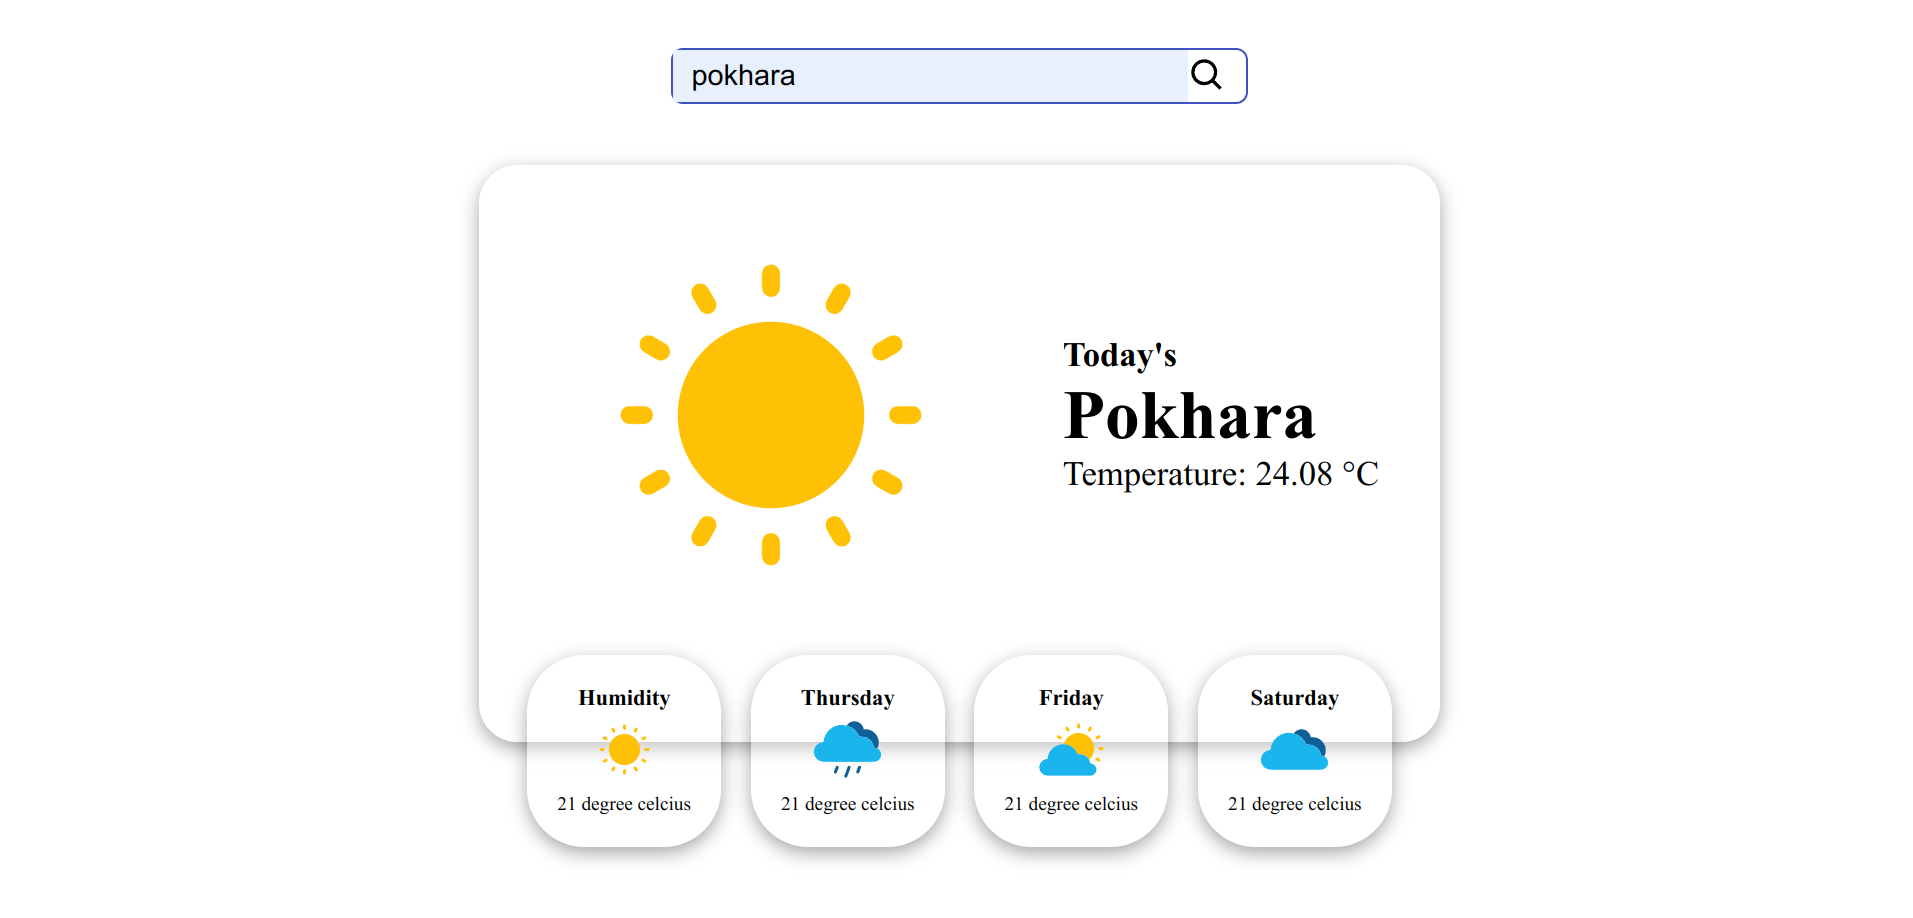 pokhara
Today's
Pokhara
Temperature: 24.08 °C
Humidity
21 degree celcius
Thursday
21 degree celcius
Friday
21 degree celcius
Saturday
21 degree celcius